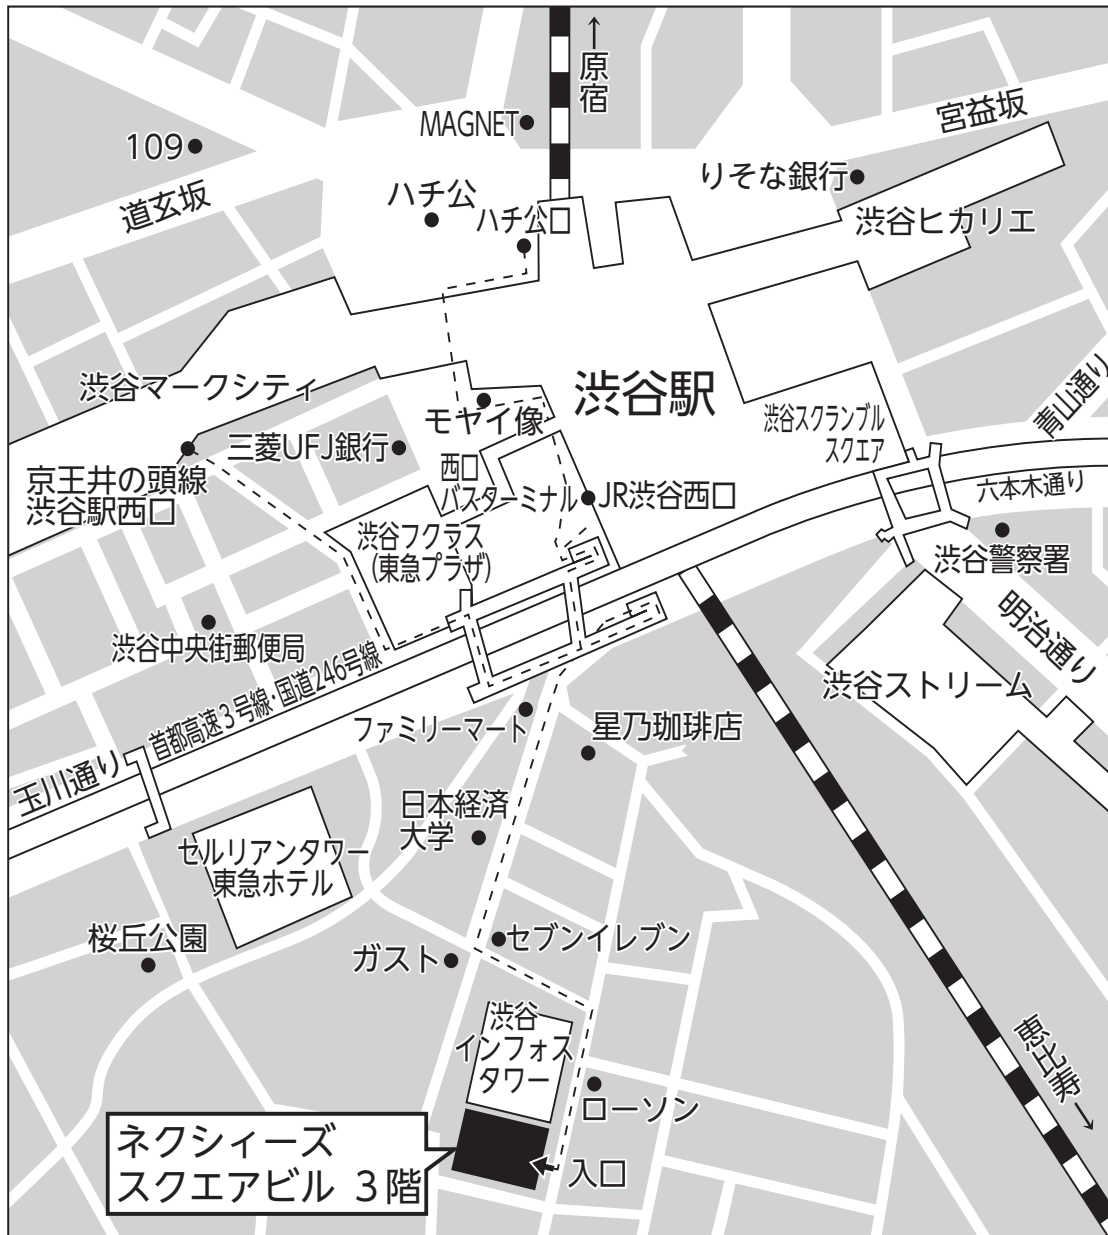 ↑
原宿
MAGNET
宮益坂
109
道玄坂
りそな銀行
ハチ公
ハチ公口
渋谷ヒカリエ
渋谷マークシティ
渋谷駅
モヤイ像
青山通り
渋谷スクランブル
スクエア
三菱UFJ銀行
西口
バスターミナル
京王井の頭線
渋谷駅西口
JR渋谷西口
六本木通り
渋谷フクラス
(東急プラザ)
渋谷警察署
明治通り
渋谷中央街郵便局
首都高速3号線・国道246号線
渋谷ストリーム
ファミリーマート
星乃珈琲店
玉川通り
日本経済
大学
セルリアンタワー
東急ホテル
桜丘公園
セブンイレブン
ガスト
渋谷
インフォス
タワー
恵比寿
↓
ローソン
ネクシィーズ
スクエアビル 3階
入口